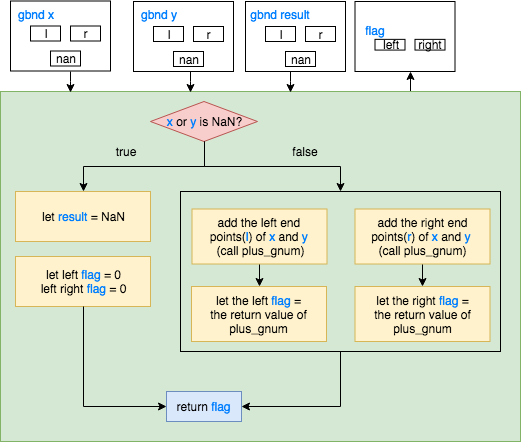 gbnd x
l r
nan
gbnd y
l r
nan
gbnd result
l r
nan
flag
left right
x or y is NaN?
true
false
let result = NaN
let left flag = 0
left right flag = 0
add the left end
points(l) of x and y
(call plus_gnum)
add the right end
points(r) of x and y
(call plus_gnum)
let the left flag =
the return value of
plus_gnum
let the right flag =
the return value of
plus_gnum
return flag